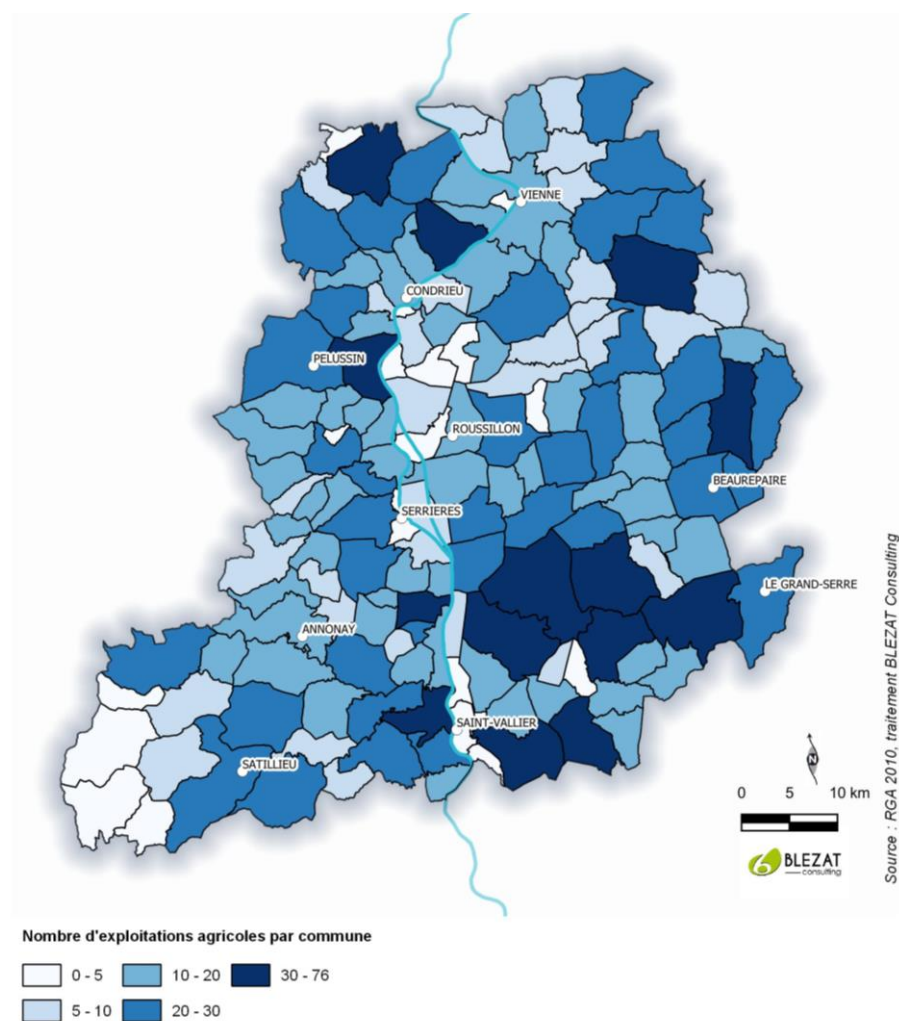 VIENNE
CONDRIEU
PELUSSIN
ROUSSILLON
BEAUREPAIRE
SERRIERES
LE GRAND-SERRE
ANNONAY
SAINT-VALLIER
SATILLIEU
N
0 5 10 km
BLEZAT
consulting
Source : RGA 2010, traitement BLEZAT Consulting
Nombre d'exploitations agricoles par commune
0 - 5 10 - 20 30 - 76
5 - 10 20 - 30